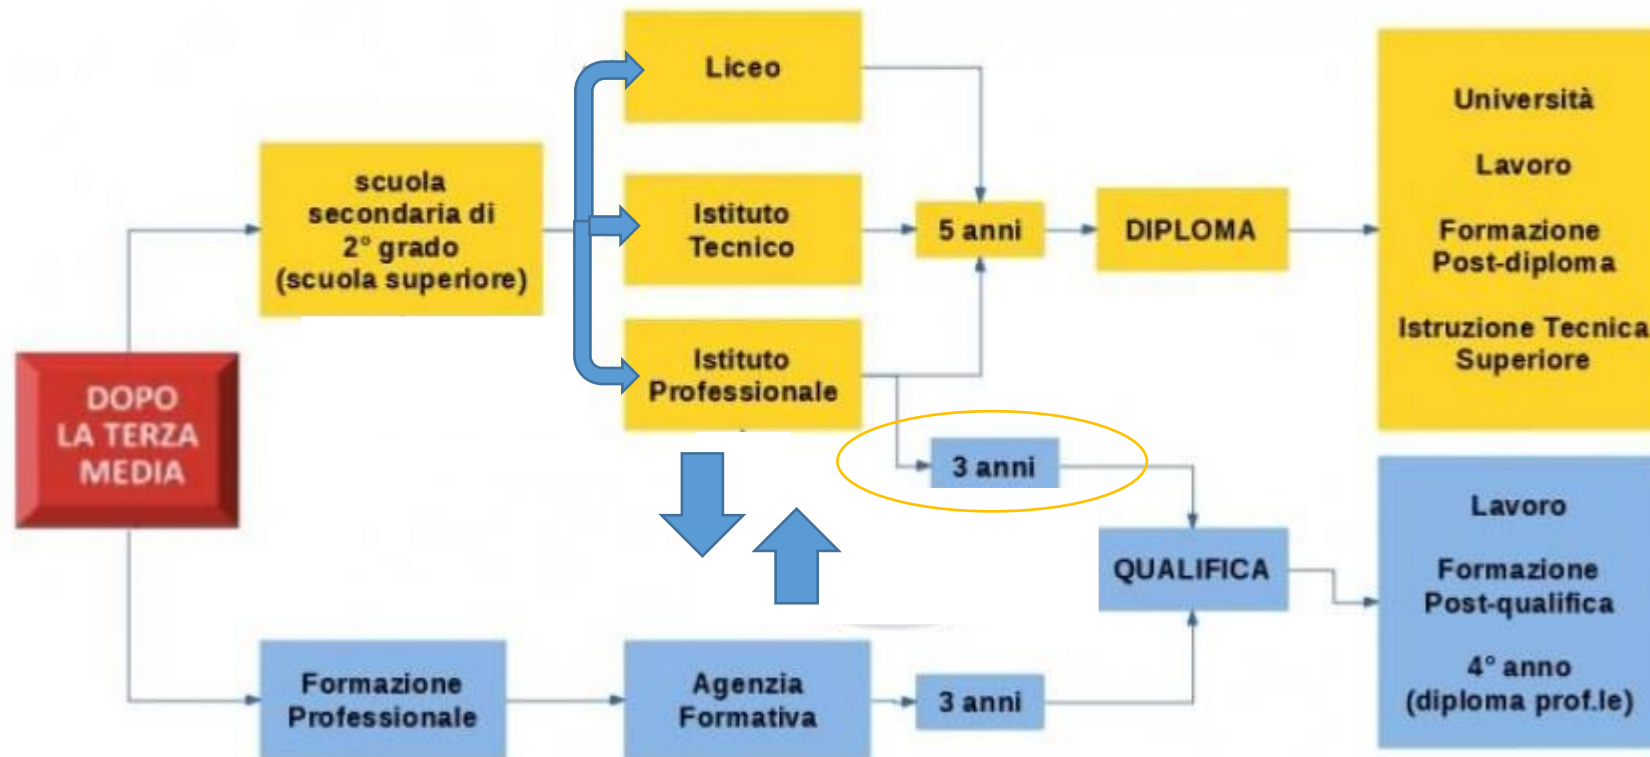 DOPO
LA TERZA
MEDIA
scuola
secondaria di
2° grado
(scuola superiore)
Liceo
Istituto
Tecnico
Istituto
Professionale
5 anni
DIPLOMA
Università
Lavoro
Formazione
Post-diploma
Istruzione Tecnica
Superiore
3 anni
QUALIFICA
Lavoro
Formazione
Post-qualifica
4° anno
(diploma prof.le)
Formazione
Professionale
Agenzia
Formativa
3 anni